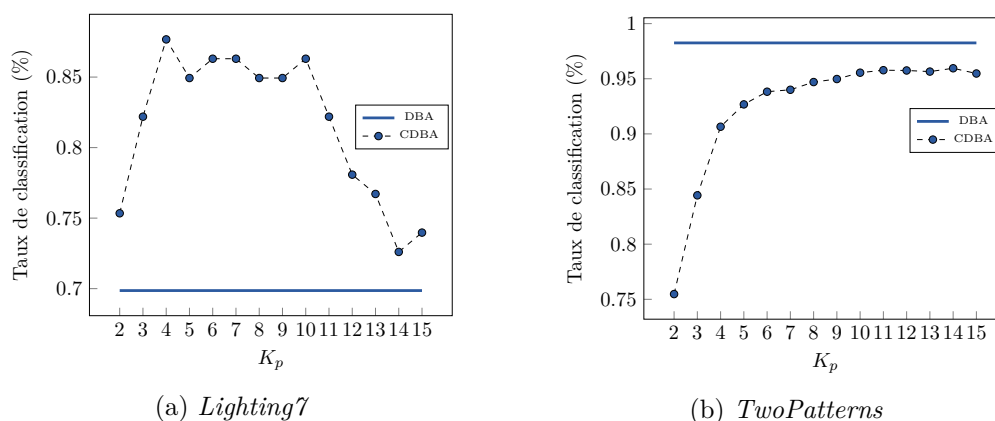 Taux de classification (%)
0.85
0.8
0.75
0.7
DBA
CDBA
2 3 4 5 6 7 8 9 10 11 12 13 14 15
K_p
(a) Lighting7
Taux de classification (%)
1
0.95
0.9
0.85
0.8
0.75
DBA
CDBA
2 3 4 5 6 7 8 9 10 11 12 13 14 15
K_p
(b) TwoPatterns